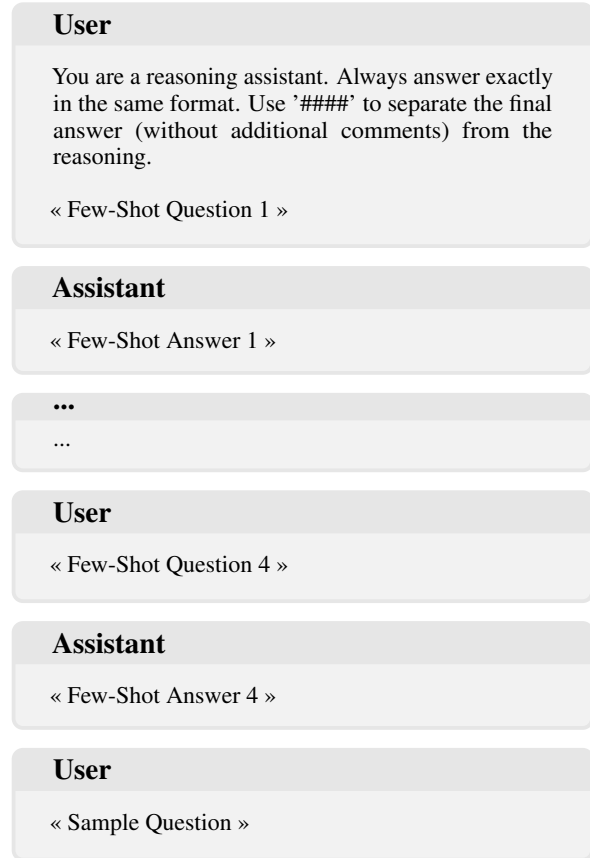 User
You are a reasoning assistant. Always answer exactly
in the same format. Use ’####’ to separate the final
answer (without additional comments) from the
reasoning.
« Few-Shot Question 1 »
Assistant
« Few-Shot Answer 1 »
...
...
User
« Few-Shot Question 4 »
Assistant
« Few-Shot Answer 4 »
User
« Sample Question »